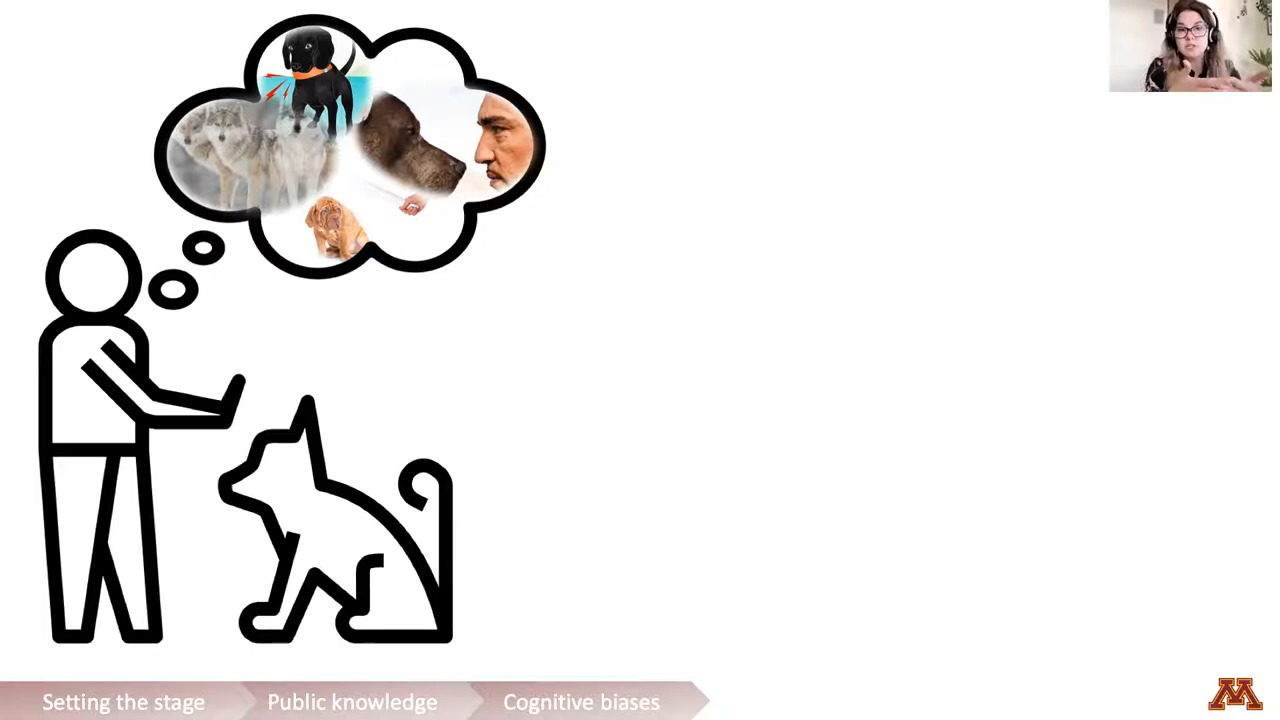 Setting the stage
Public knowledge
Cognitive biases
M